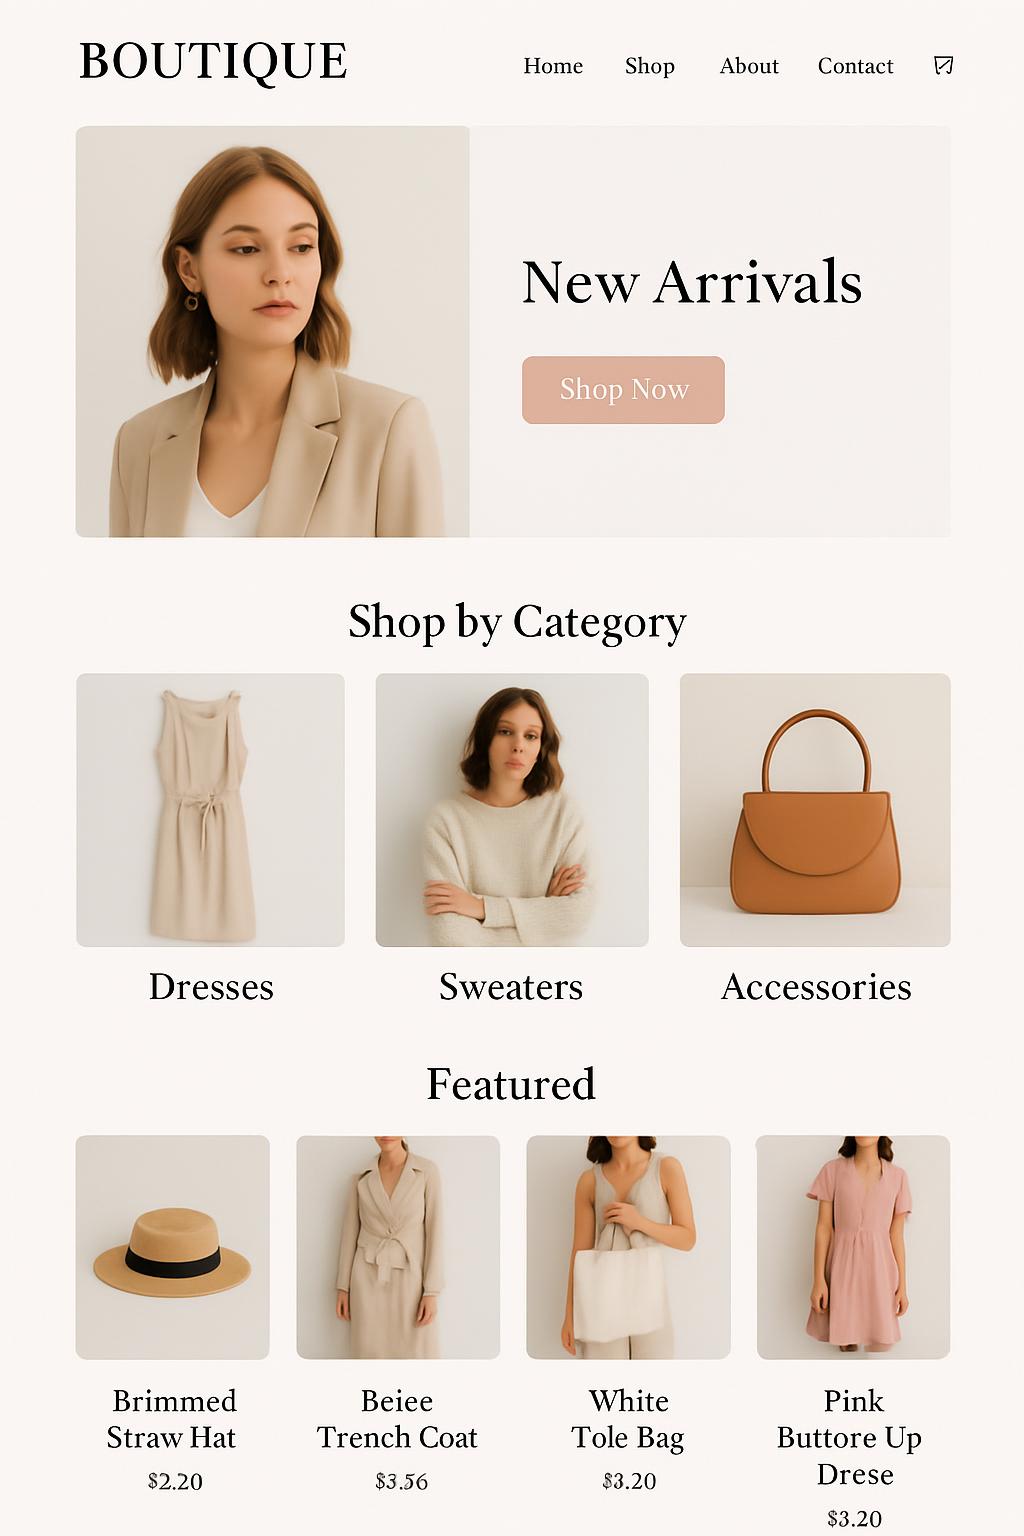 BOUTIQUE
Home Shop About Contact
New Arrivals
Shop Now
Shop by Category
Dresses Sweaters Accessories
Featured
Brimmed
Straw Hat
$2.20
Beiee
Trench Coat
$3.56
White
Tole Bag
$3.20
Pink
Buttore Up
Drese
$3.20